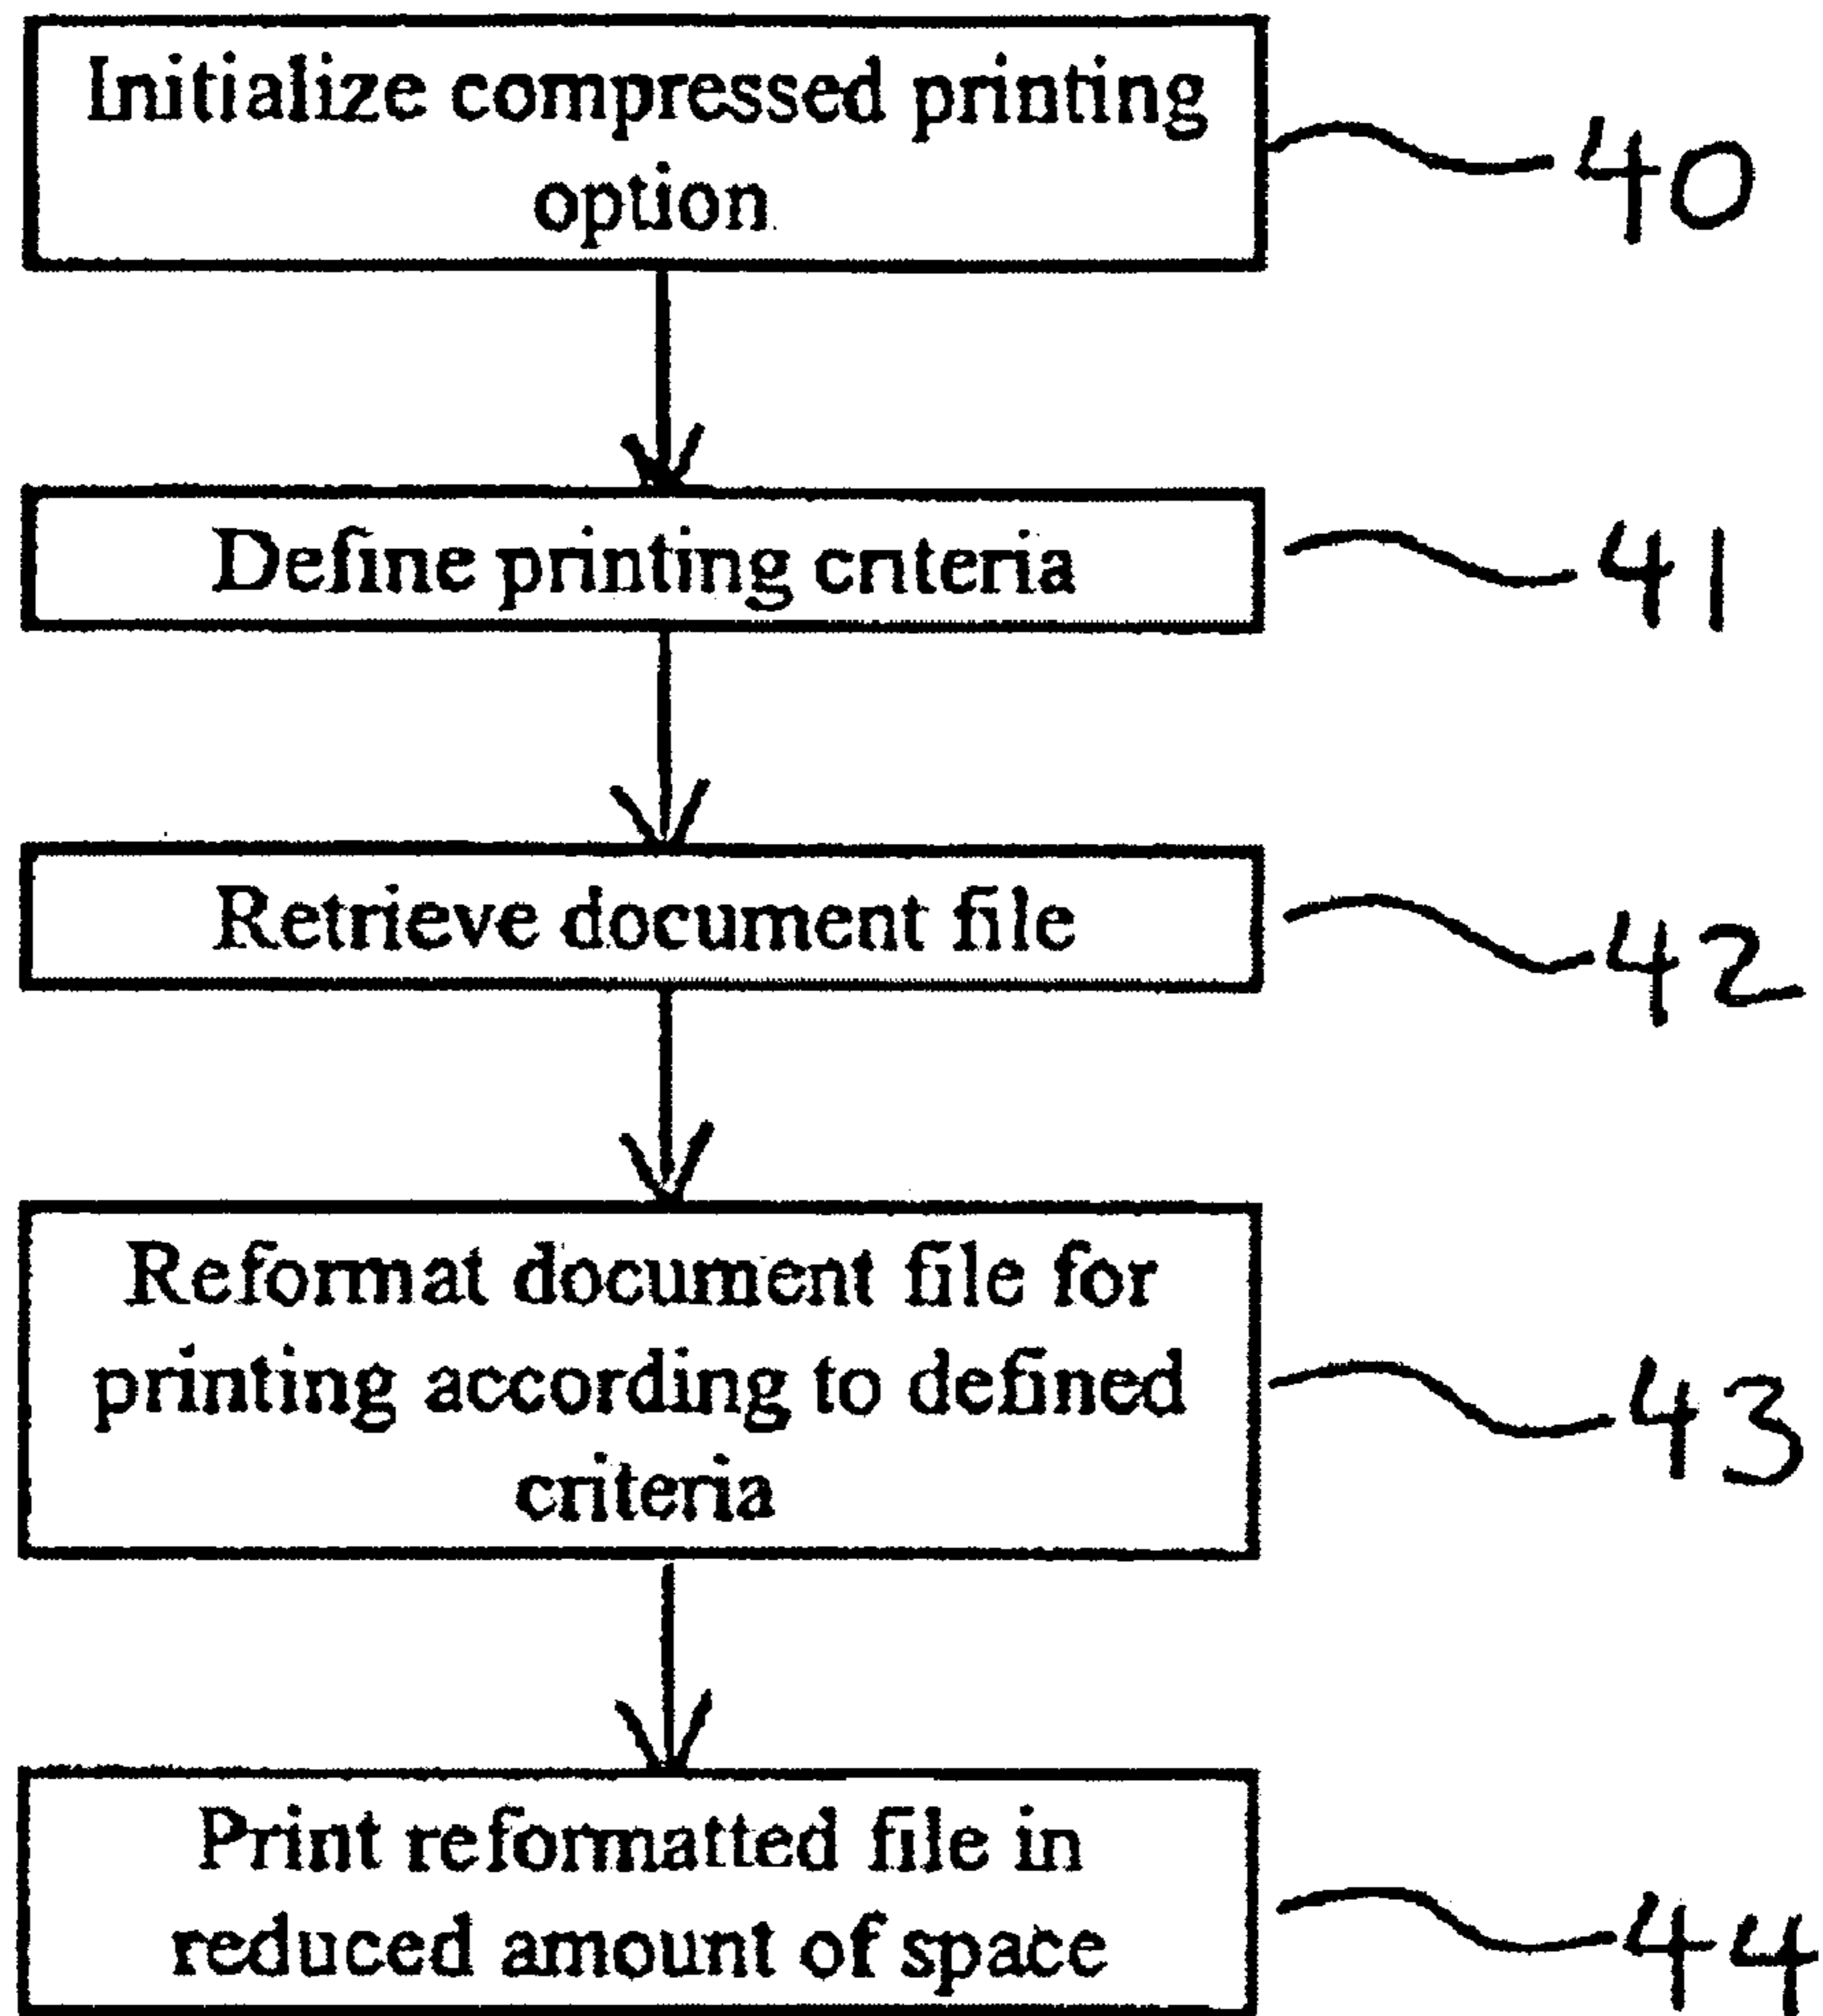 Initialize compressed printing
option
40
Define printing criteria
41
Retrieve document file
42
Reformat document file for
printing according to defined
criteria
43
Print reformatted file in
reduced amount of space
44